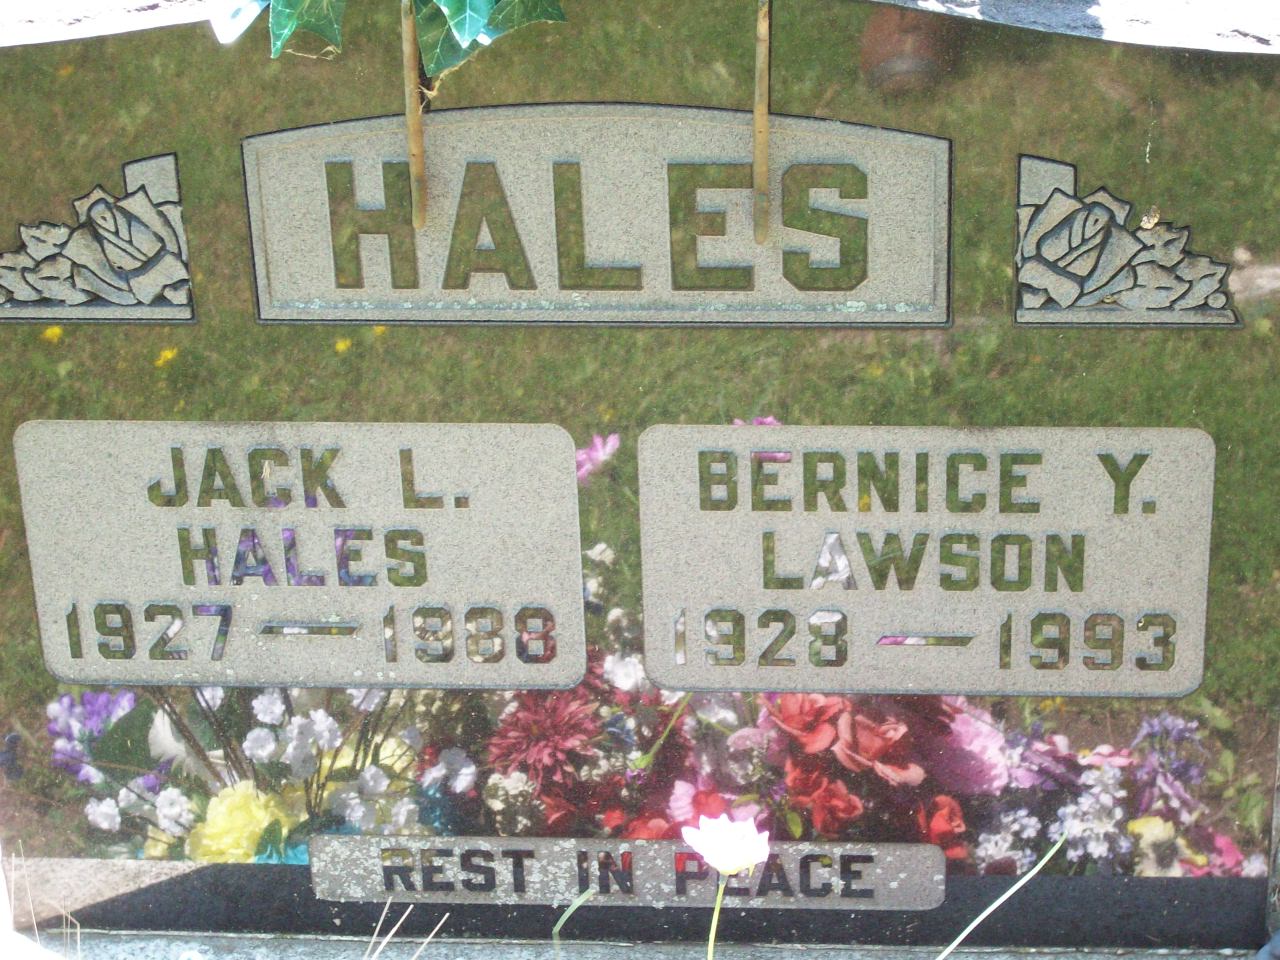 HALES
JACK L.
HALES
1927 — 1988
BERNICE Y.
LAWSON
1928 — 1993
REST IN PEACE